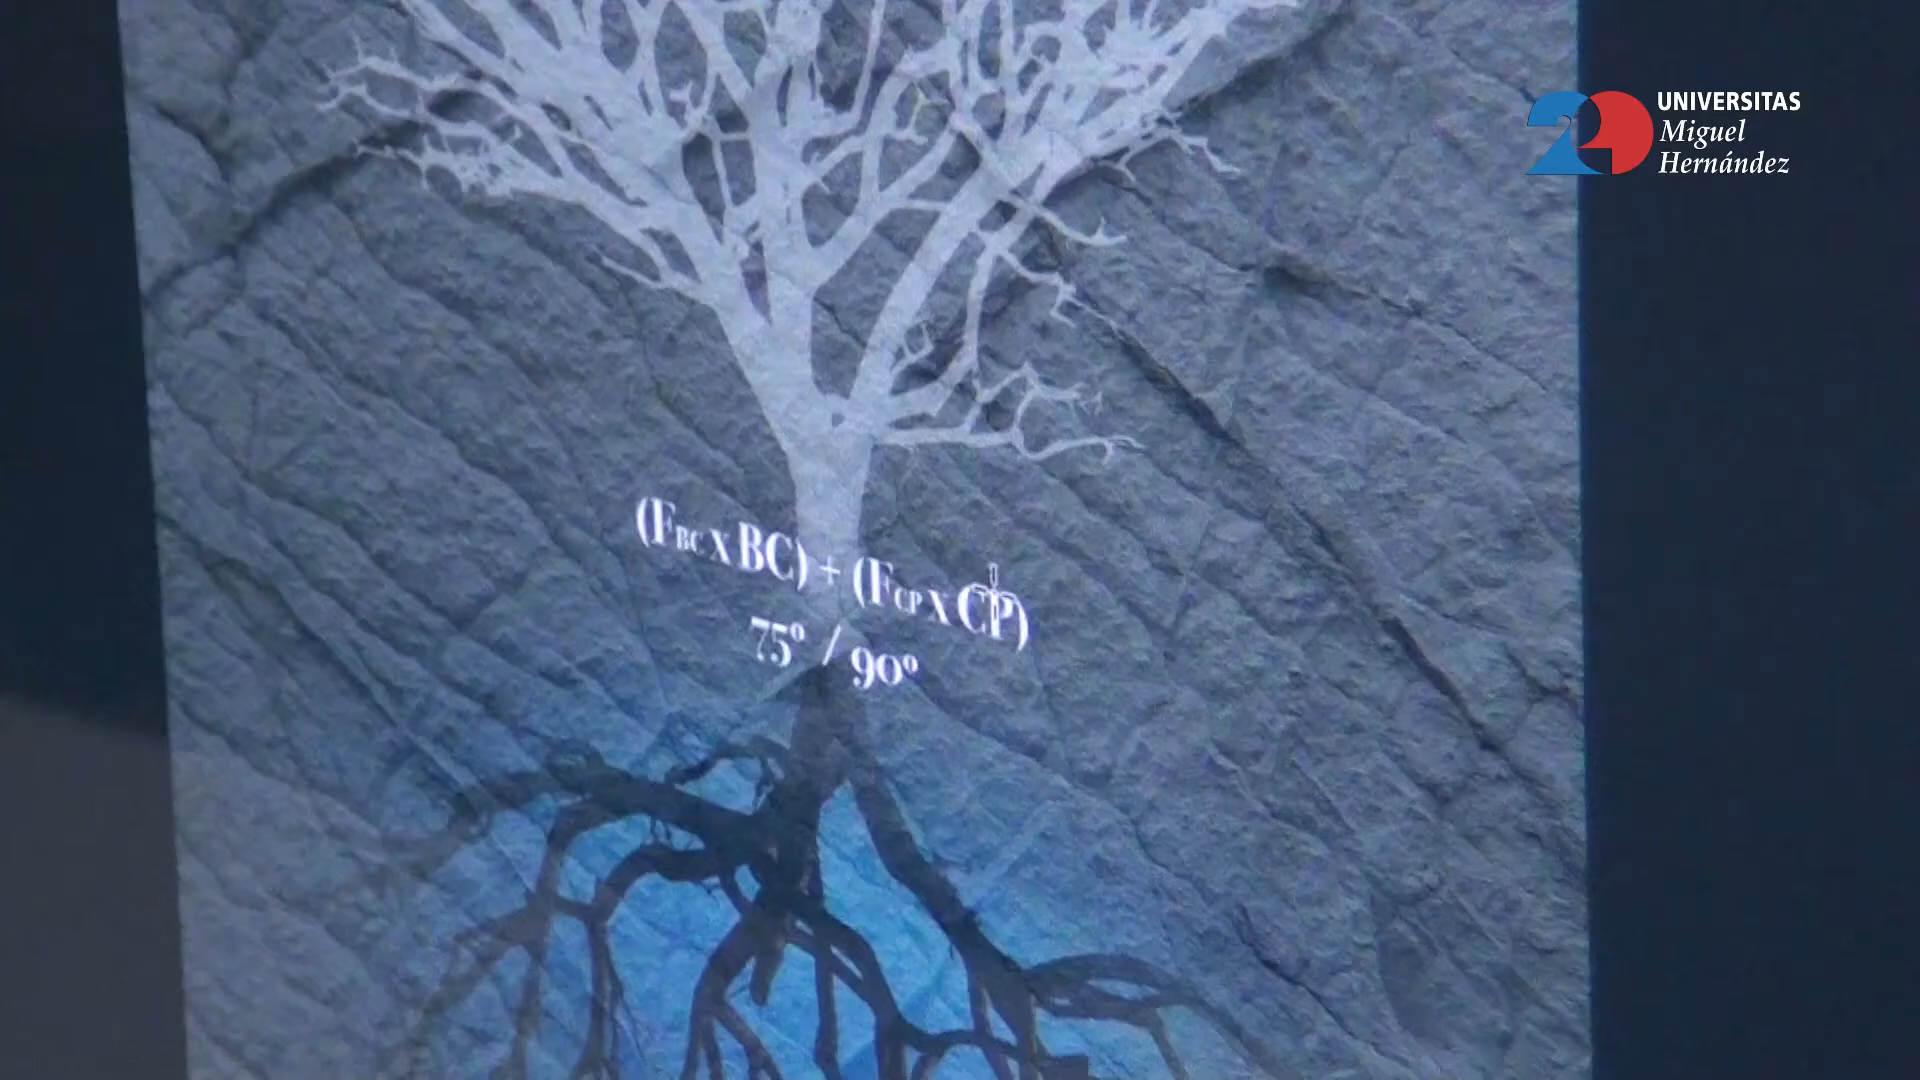 UNIVERSITAS
Miguel
Hernández
(FBC X BC) + (FCP X CP)
75º / 90º